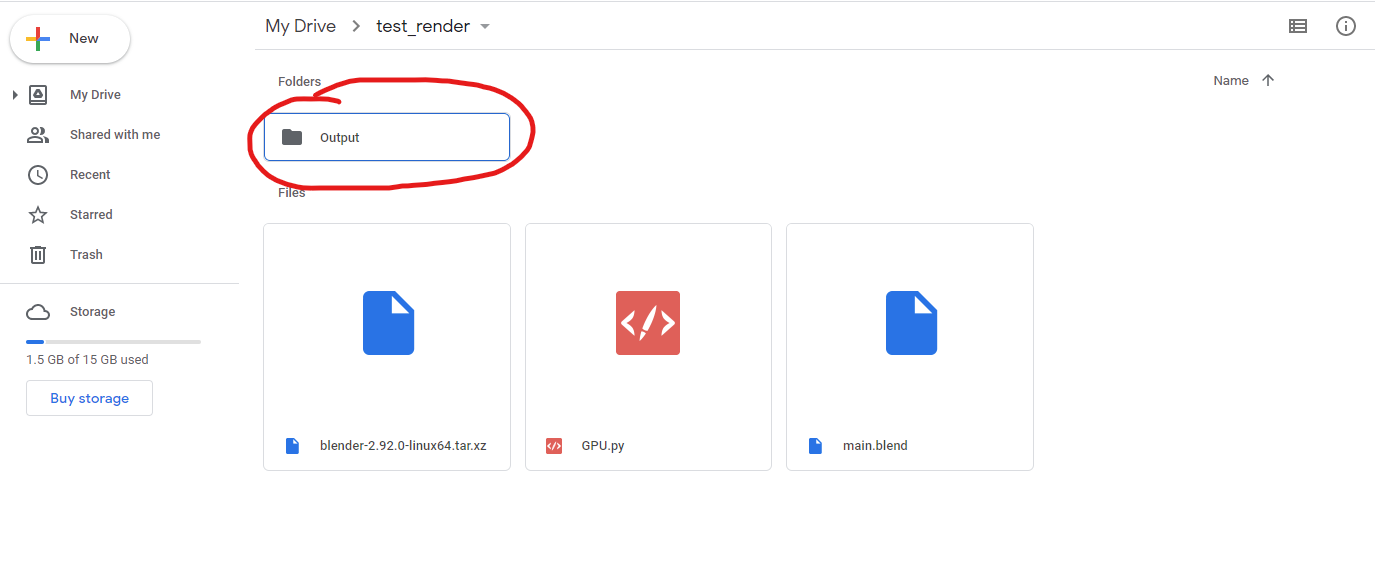 New
My Drive
Shared with me
Recent
Starred
Trash
Storage
1.5 GB of 15 GB used
Buy storage
My Drive > test_render
Folders
Name
Output
Files
blender-2.92.0-linux64.tar.xz
GPU.py
main.blend